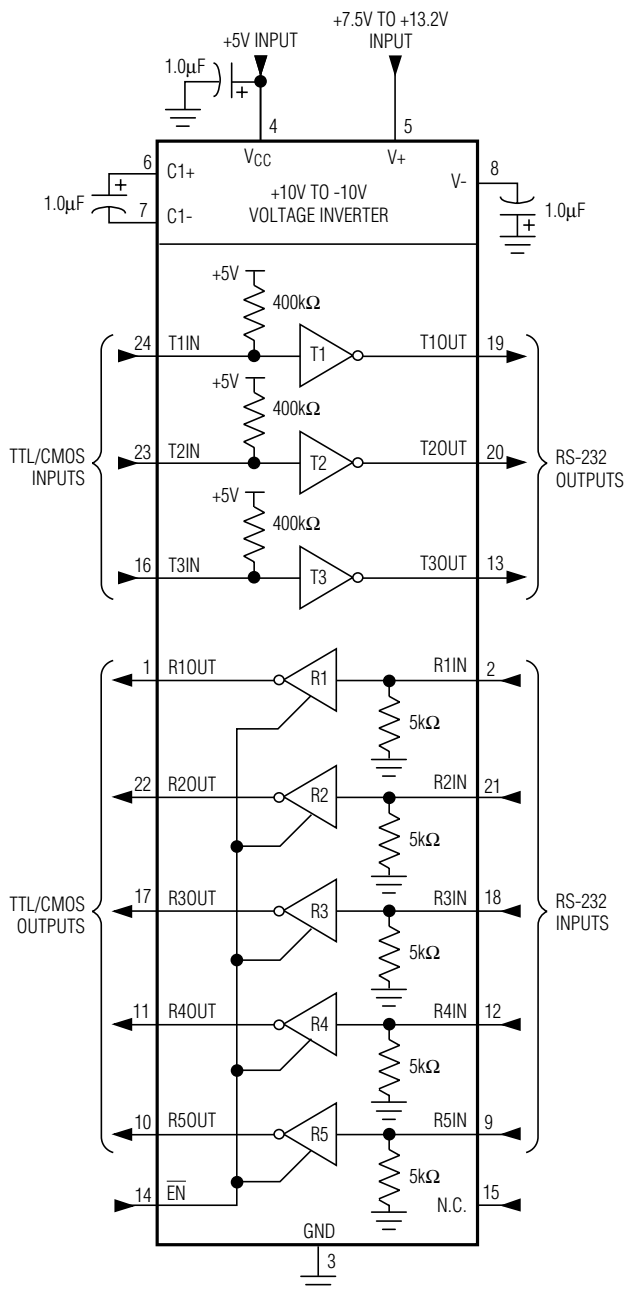 +7.5V TO +13.2V
INPUT
+5V INPUT
1.0μF
+
4
5
VCC
V+
6
C1+
+
1.0μF
7
C1-
+10V TO -10V
VOLTAGE INVERTER
V-
8
1.0μF
+
+5V
400kΩ
24
T1IN
T1
T1OUT
19
+5V
400kΩ
TTL/CMOS
INPUTS
23
T2IN
T2
T2OUT
20
RS-232
OUTPUTS
+5V
400kΩ
16
T3IN
T3
T3OUT
13
1
R1OUT
R1
R1IN
2
5kΩ
22
R2OUT
R2
R2IN
21
5kΩ
TTL/CMOS
OUTPUTS
17
R3OUT
R3
R3IN
18
RS-232
INPUTS
5kΩ
11
R4OUT
R4
R4IN
12
5kΩ
10
R5OUT
R5
R5IN
9
5kΩ
14
EN
N.C.
15
GND
3